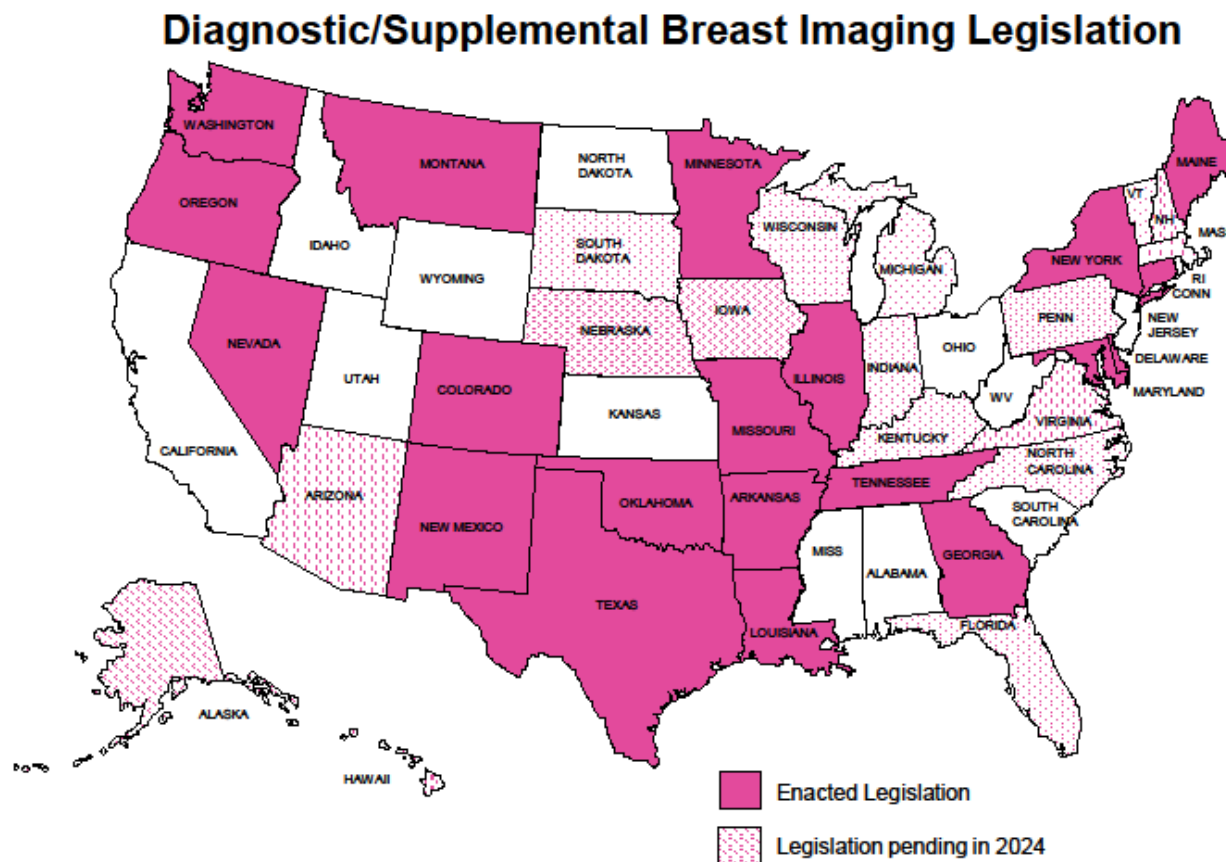 Diagnostic/Supplemental Breast Imaging Legislation
WASHINGTON
MONTANA
NORTH
DAKOTA
MINNESOTA
MAINE
OREGON
IDAHO
SOUTH
DAKOTA
WISCONSIN
MICHIGAN
VT
NH
MAS
NEW YORK
RI
CONN
WYOMING
NEVADA
NEBRASKA
IOWA
PENN
NEW
JERSEY
OHIO
DELAWARE
MARYLAND
UTAH
COLORADO
ILLINOIS
INDIANA
WV
KANSAS
MISSOURI
KENTUCKY
VIRGINIA
CALIFORNIA
NORTH
CAROLINA
TENNESSEE
ARIZONA
NEW MEXICO
OKLAHOMA
ARKANSAS
SOUTH
CAROLINA
MISS
ALABAMA
GEORGIA
TEXAS
LOUISIANA
FLORIDA
ALASKA
HAWAII
Enacted Legislation
Legislation pending in 2024